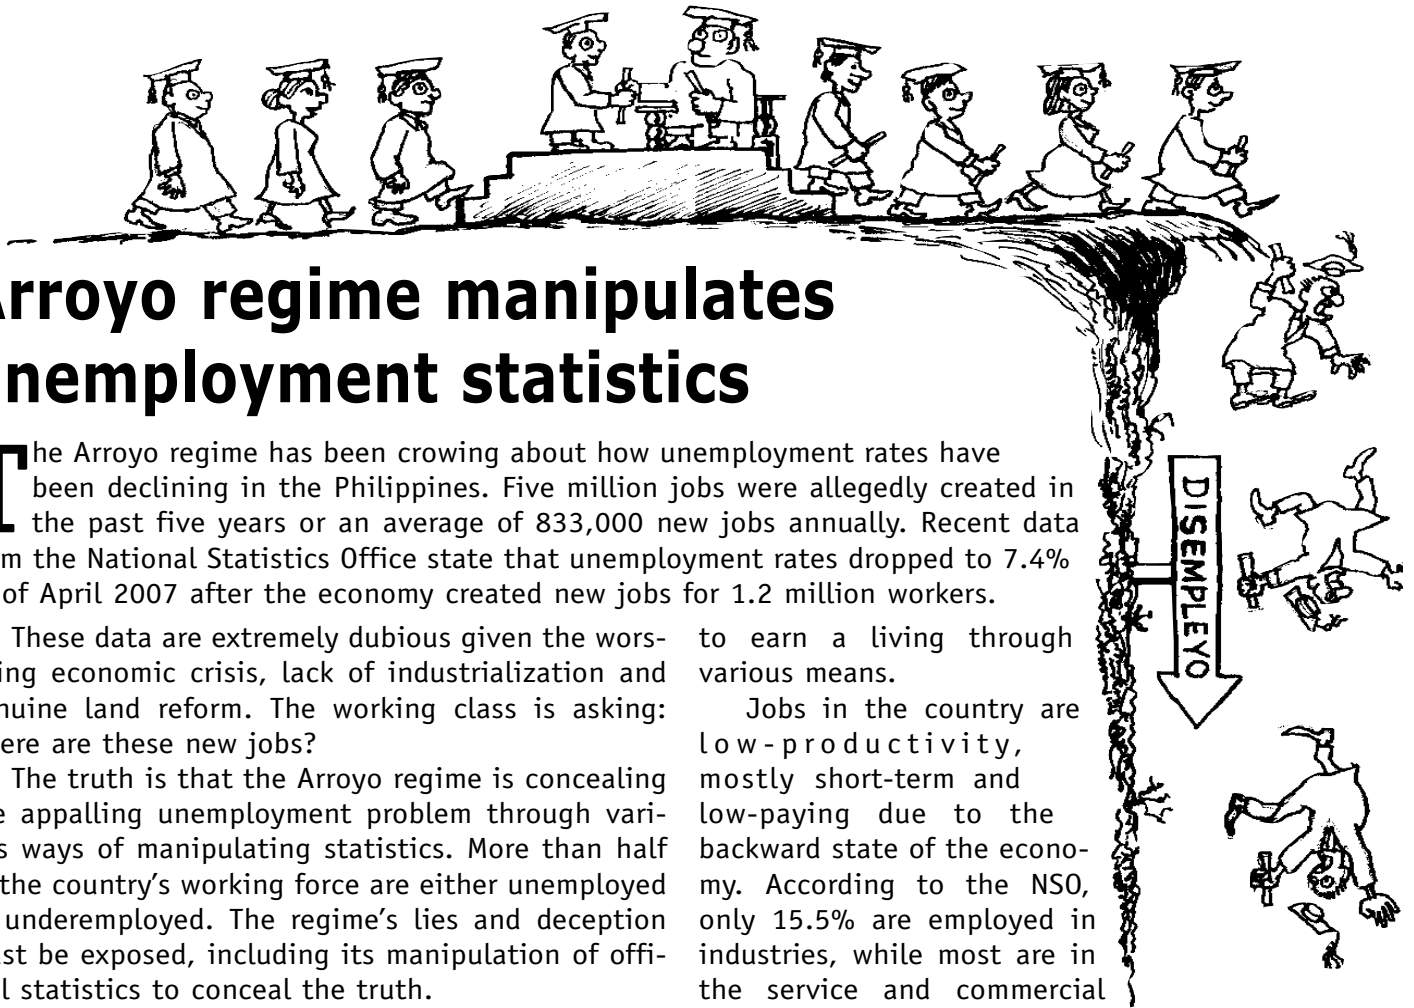 Arroyo regime manipulates
nemployment statistics
The Arroyo regime has been crowing about how unemployment rates have
been declining in the Philippines. Five million jobs were allegedly created in
the past five years or an average of 833,000 new jobs annually. Recent data
m the National Statistics Office state that unemployment rates dropped to 7.4%
of April 2007 after the economy created new jobs for 1.2 million workers.
These data are extremely dubious given the wors-
ing economic crisis, lack of industrialization and
nuine land reform. The working class is asking:
ere are these new jobs?
The truth is that the Arroyo regime is concealing
e appalling unemployment problem through vari-
s ways of manipulating statistics. More than half
the country's working force are either unemployed
underemployed. The regime's lies and deception
st be exposed, including its manipulation of offi-
l statistics to conceal the truth.
to earn a living through
various means.
Jobs in the country are
low-productivity,
mostly short-term and
low-paying due to the
backward state of the econo-
my. According to the NSO,
only 15.5% are employed in
industries, while most are in
the service and commercial
DISEMPLEYO